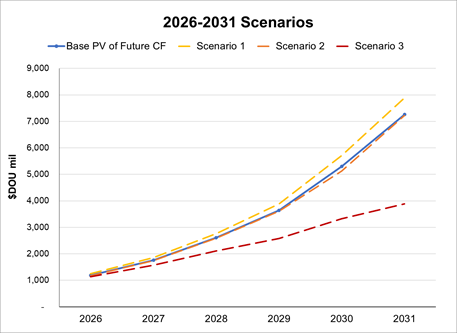 2026-2031 Scenarios
Base PV of Future CF Scenario 1 Scenario 2 Scenario 3
9,000
8,000
7,000
6,000
5,000
4,000
3,000
2,000
1,000
-
$DOU mil
2026 2027 2028 2029 2030 2031